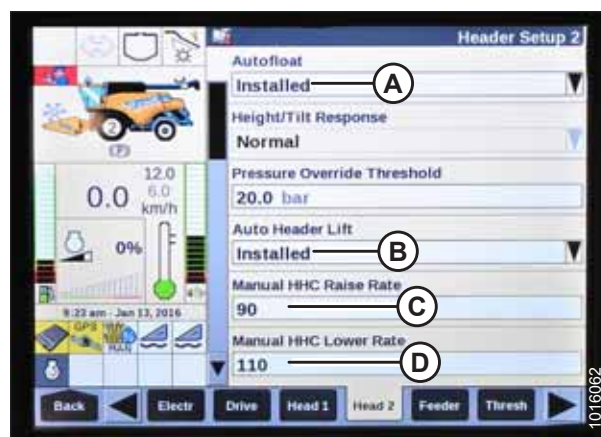 Header Setup 2
Autofloat
Installed
A
Height/Tilt Response
Normal
Pressure Override Threshold
20.0 bar
Auto Header Lift
Installed
B
Manual HHC Raise Rate
90
C
Manual HHC Lower Rate
110
D
2
(P)
12.0
0.0
6.0
km/h
0%
9:23 am - Jan 13, 2016
GPS
MAN
Back
Electr
Drive
Head 1
Head 2
Feeder
Thresh
1016062